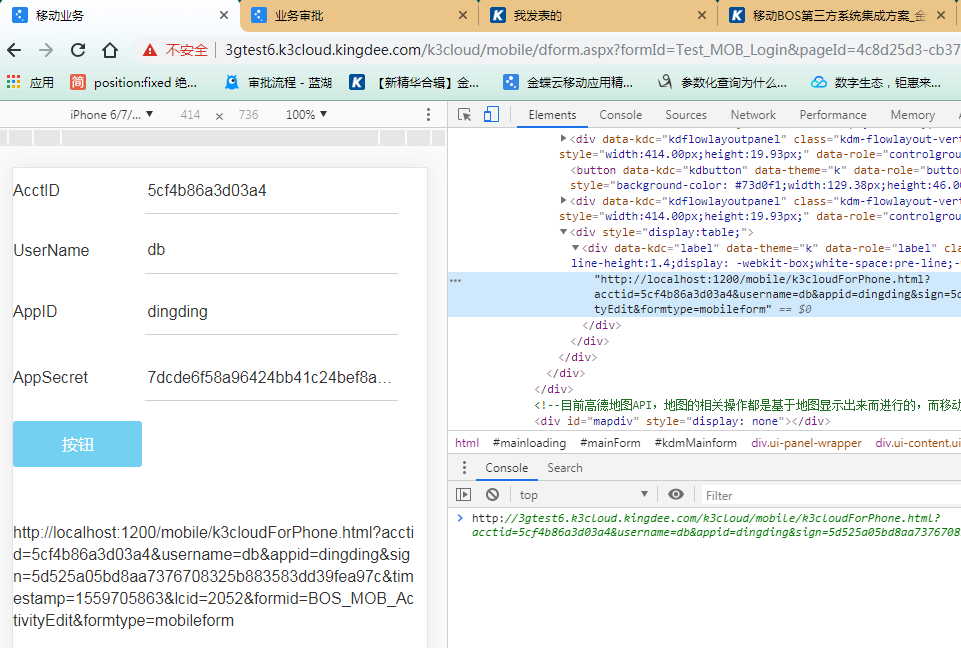 移动业务
业务审批
我发表的
移动BOS第三方系统集成方案_金
不安全
3gtest6.k3cloud.kingdee.com/k3cloud/mobile/dform.aspx?formId=Test_MOB_Login&pageId=4c8d25d3-cb37
应用
简 position:fixed 绝...
审批流程 - 蓝湖
【新精华合辑】金...
金蝶云移动应用精...
参数化查询为什么...
数字生态，钜惠来...
iPhone 6/7/... ▼ 414 × 736 100% ▼
Elements Console Sources Network Performance Memory
AcctID 5cf4b86a3d03a4
UserName db
AppID dingding
AppSecret 7dcde6f58a96424bb41c24bef8a...
按钮
http://localhost:1200/mobile/k3cloudForPhone.html?accti
d=5cf4b86a3d03a4&username=db&appid=dingding&sig
n=5d525a05bd8aa7376708325b883583dd39fea97c&ti
mestamp=1559705863&lcid=2052&formid=BOS_MOB_Ac
tivityEdit&formtype=mobileform
<div data-kdc="kdflowlayoutpanel" class="kdm-flowlayout-vert
style="width:414.00px;height:19.93px;" data-role="controlgrou
<button data-kdc="kdbutton" data-theme="k" data-role="button
style="background-color: #73d0f1;width:129.38px;height:46.00
<div data-kdc="kdflowlayoutpanel" class="kdm-flowlayout-vert
style="width:414.00px;height:19.93px;" data-role="controlgrou
<div style="display:table;">
<div data-kdc="label" data-theme="k" data-role="label" cla
line-height:1.4;display: -webkit-box;white-space:pre-line;-
"http://localhost:1200/mobile/k3cloudForPhone.html?
acctid=5cf4b86a3d03a4&username=db&appid=dingding&sign=5d
tyEdit&formtype=mobileform" == $0
</div>
</div>
</div>
</div>
</div>
<!--目前高德地图API，地图的相关操作都是基于地图显示出来而进行的，而移动
<div id="mapdiv" style="display: none"></div>
html #mainloading #mainForm #kdmMainform div.ui-panel-wrapper div.ui-content.ui
Console Search
top ▼ Filter
http://3gtest6.k3cloud.kingdee.com/k3cloud/mobile/k3cloudForPhone.html?
acctid=5cf4b86a3d03a4&username=db&appid=dingding&sign=5d525a05bd8aa7376708